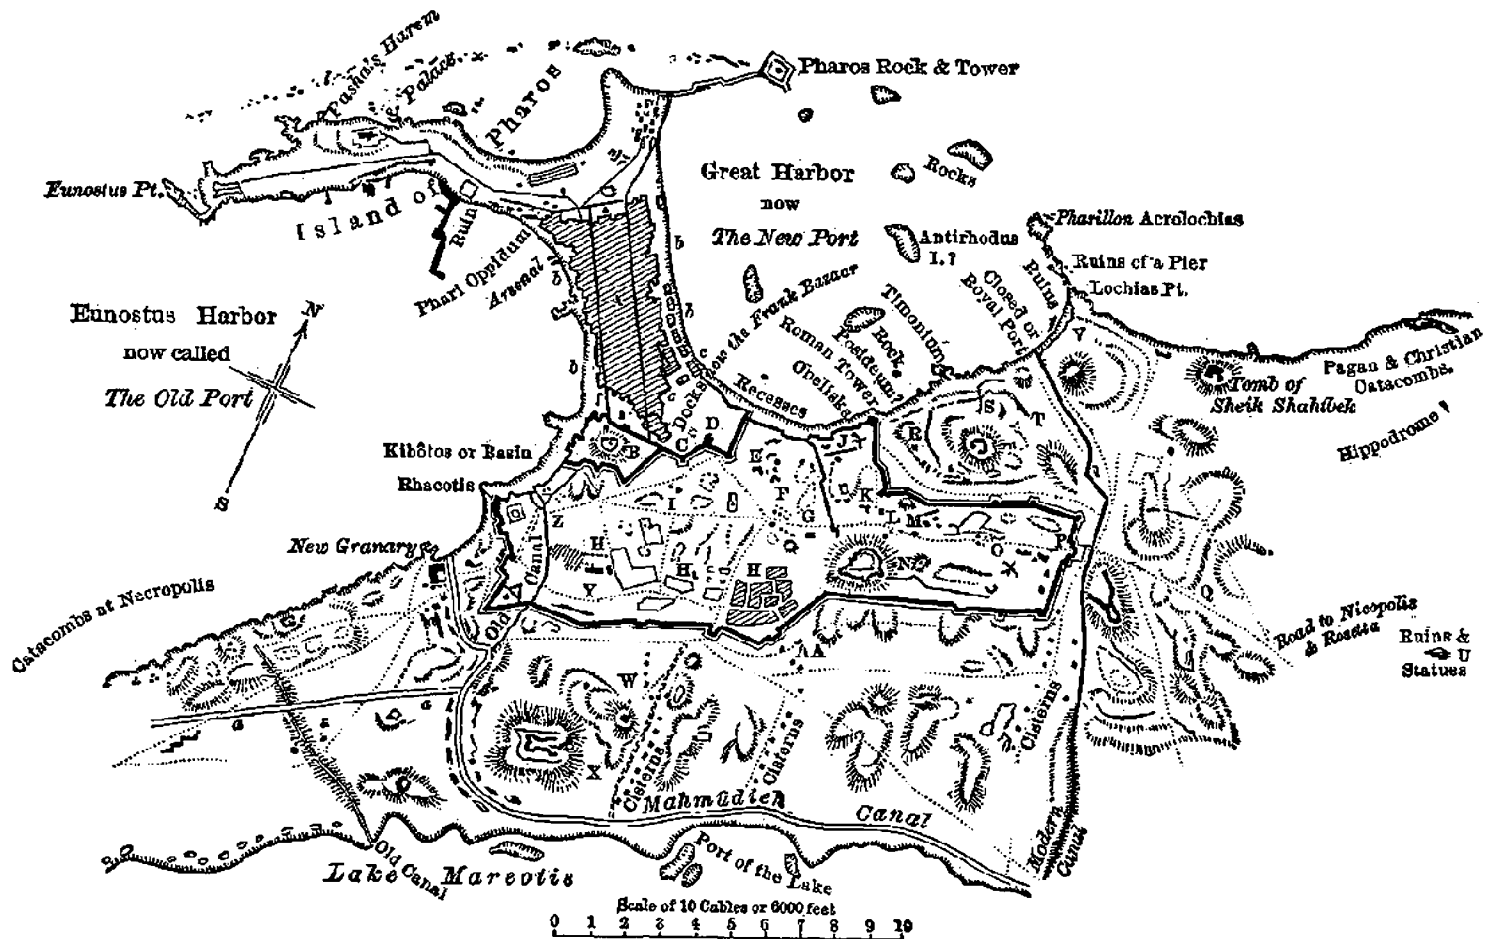 Pasha's Harem
& Palace
Pharos
Pharos Rock & Tower
Eunostus Pt.
Island of
Ruin
Phari Oppidum
Arsenal
Great Harbor
now
The New Port
Rocks
Antirhodus
I.?
Pharillon Acrolochias
Ruins of a Pier
Lochias Pt.
Ruins
Closed or
Royal Port
Timonium
Rock
Posideium?
Roman Tower
Obelisks
Recesses
now the Frank Bazaar
Docks
Eunostus Harbor
now called
The Old Port
N
S
Kibôtos or Basin
Rhacotis
New Granary
Catacombs at Necropolis
Pagan & Christian
Catacombs.
Tomb of
Sheik Shahibek
Hippodrome
b
b
b
b
b
c
c
B
C
D
E
F
G
H
H
H
I
J
K
L
M
N
O
P
Q
Q
R
S
T
V
W
X
Y
Z
AA
a
a
Canal
Old
Road to Nicopolis
& Rosetta
Ruins &
U
Statues
Cisterns
Cisterns
Cisterns
Mahmûdieh Canal
Modern
Canal
Old Canal
Lake Mareotis
Port of the Lake
Scale of 10 Cables or 6000 feet
0 1 2 3 4 5 6 7 8 9 10